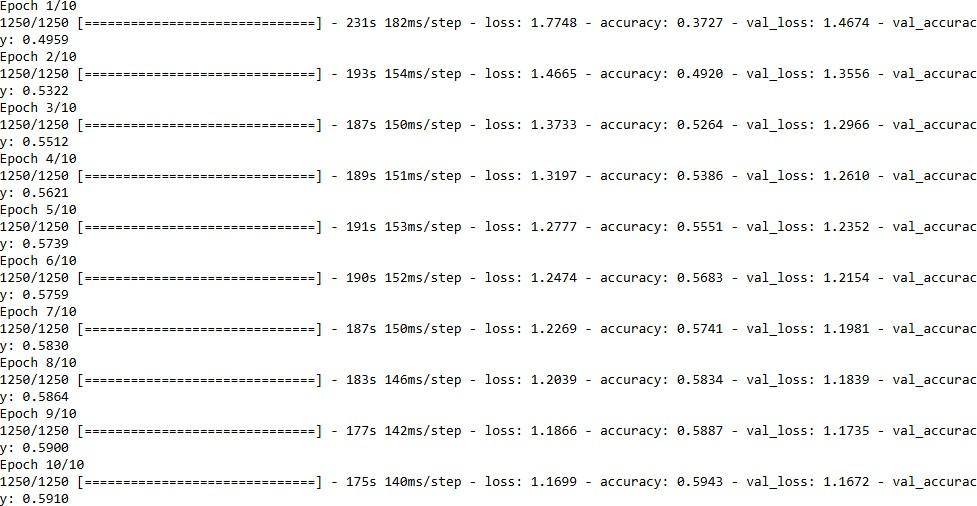 Epoch 1/10
1250/1250 [==============================] - 231s 182ms/step - loss: 1.7748 - accuracy: 0.3727 - val_loss: 1.4674 - val_accurac
y: 0.4959
Epoch 2/10
1250/1250 [==============================] - 193s 154ms/step - loss: 1.4665 - accuracy: 0.4920 - val_loss: 1.3556 - val_accurac
y: 0.5322
Epoch 3/10
1250/1250 [==============================] - 187s 150ms/step - loss: 1.3733 - accuracy: 0.5264 - val_loss: 1.2966 - val_accurac
y: 0.5512
Epoch 4/10
1250/1250 [==============================] - 189s 151ms/step - loss: 1.3197 - accuracy: 0.5386 - val_loss: 1.2610 - val_accurac
y: 0.5621
Epoch 5/10
1250/1250 [==============================] - 191s 153ms/step - loss: 1.2777 - accuracy: 0.5551 - val_loss: 1.2352 - val_accurac
y: 0.5739
Epoch 6/10
1250/1250 [==============================] - 190s 152ms/step - loss: 1.2474 - accuracy: 0.5683 - val_loss: 1.2154 - val_accurac
y: 0.5759
Epoch 7/10
1250/1250 [==============================] - 187s 150ms/step - loss: 1.2269 - accuracy: 0.5741 - val_loss: 1.1981 - val_accurac
y: 0.5830
Epoch 8/10
1250/1250 [==============================] - 183s 146ms/step - loss: 1.2039 - accuracy: 0.5834 - val_loss: 1.1839 - val_accurac
y: 0.5864
Epoch 9/10
1250/1250 [==============================] - 177s 142ms/step - loss: 1.1866 - accuracy: 0.5887 - val_loss: 1.1735 - val_accurac
y: 0.5900
Epoch 10/10
1250/1250 [==============================] - 175s 140ms/step - loss: 1.1699 - accuracy: 0.5943 - val_loss: 1.1672 - val_accurac
y: 0.5910